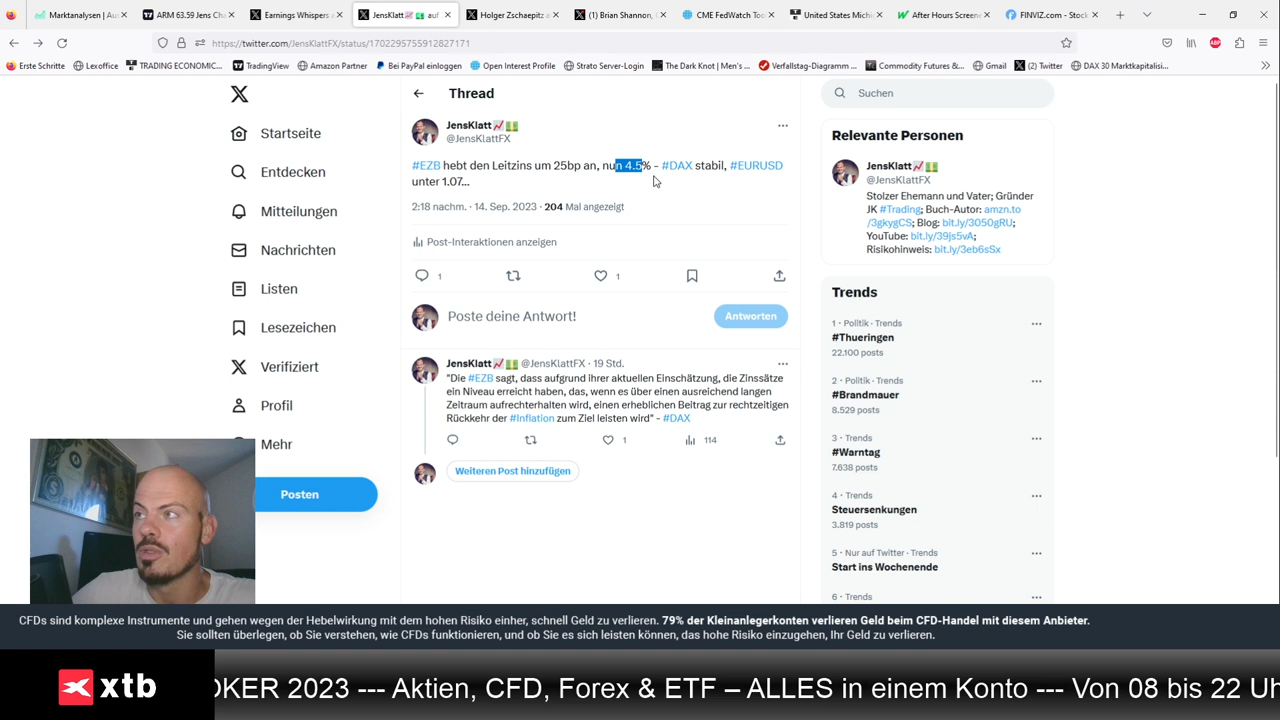 Marktanalysen | Au
ARM 63.59 Jens Cha
Earnings Whispers a
JensKlatt auf
Holger Zschaepitz a
(1) Brian Shannon, C
CME FedWatch Too
United States Mich
After Hours Screene
FINVIZ.com - Stock
https://twitter.com/JensKlattFX/status/1702295755912827171
Erste Schritte
Lexoffice
TRADING ECONOMIC...
TradingView
Amazon Partner
Bei PayPal einloggen
Open Interest Profile
Strato Server-Login
The Dark Knot | Men's ...
Verfallstag-Diagramm ...
Commodity Futures &...
Gmail
(2) Twitter
DAX 30 Marktkapitalisi...
Startseite
Entdecken
Mitteilungen
Nachrichten
Listen
Lesezeichen
Verifiziert
Profil
Mehr
Posten
Thread
JensKlatt
@JensKlattFX
#EZB hebt den Leitzins um 25bp an, nun 4.5% - #DAX stabil, #EURUSD
unter 1.07...
2:18 nachm. · 14. Sep. 2023 · 204 Mal angezeigt
Post-Interaktionen anzeigen
1
1
Poste deine Antwort!
Antworten
JensKlatt @JensKlattFX · 19 Std.
"Die #EZB sagt, dass aufgrund ihrer aktuellen Einschätzung, die Zinssätze
ein Niveau erreicht haben, das, wenn es über einen ausreichend langen
Zeitraum aufrechterhalten wird, einen erheblichen Beitrag zur rechtzeitigen
Rückkehr der #Inflation zum Ziel leisten wird" - #DAX
1
114
Weiteren Post hinzufügen
Suchen
Relevante Personen
JensKlatt
@JensKlattFX
Stolzer Ehemann und Vater; Gründer
JK #Trading; Buch-Autor: amzn.to
/3gkygCS; Blog: bit.ly/3050gRU;
YouTube: bit.ly/39js5vA;
Risikohinweis: bit.ly/3eb6sSx
Trends
1 · Politik · Trends
#Thueringen
22.100 posts
2 · Politik · Trends
#Brandmauer
8.529 posts
3 · Trends
#Warntag
7.638 posts
4 · Trends
Steuersenkungen
3.819 posts
5 · Nur auf Twitter · Trends
Start ins Wochenende
6 · Trends
CFDs sind komplexe Instrumente und gehen wegen der Hebelwirkung mit dem hohen Risiko einher, schnell Geld zu verlieren. 79% der Kleinanlegerkonten verlieren Geld beim CFD-Handel mit diesem Anbieter.
Sie sollten überlegen, ob Sie verstehen, wie CFDs funktionieren, und ob Sie es sich leisten können, das hohe Risiko einzugehen, Ihr Geld zu verlieren.
xtb
OKER 2023 --- Aktien, CFD, Forex & ETF – ALLES in einem Konto --- Von 08 bis 22 Uh